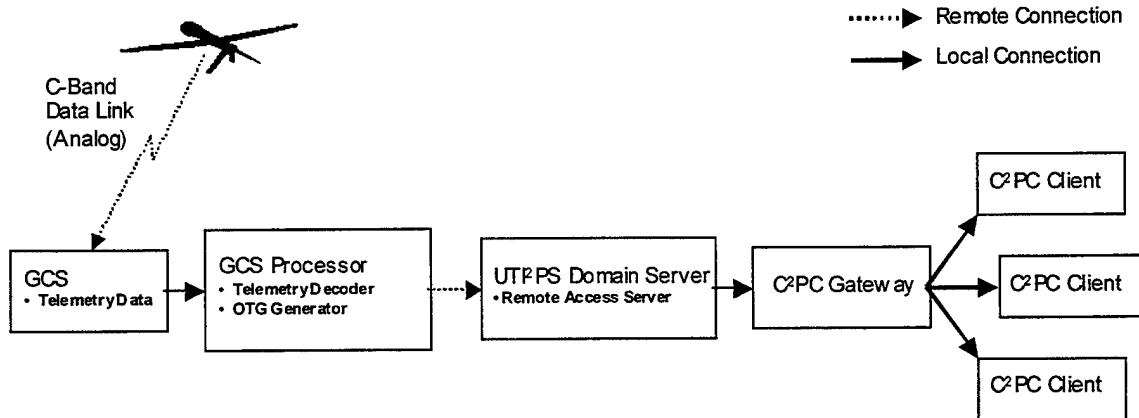 Remote Connection
Local Connection
C-Band
Data Link
(Analog)
GCS
• Telemetry Data
GCS Processor
• Telemetry Decoder
• OTG Generator
UTI²PS Domain Server
• Remote Access Server
C²PC Gateway
C²PC Client
C²PC Client
C²PC Client